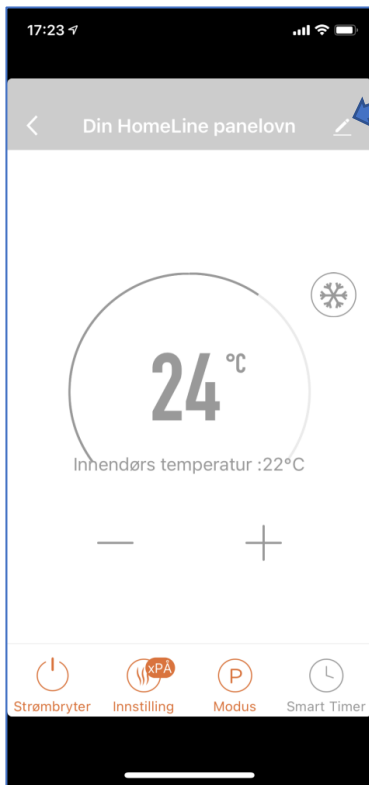 17:23
Din HomeLine panelovn
24 °C
Innendørs temperatur :22°C
xPÅ
P
Strømbryter Innstilling Modus Smart Timer